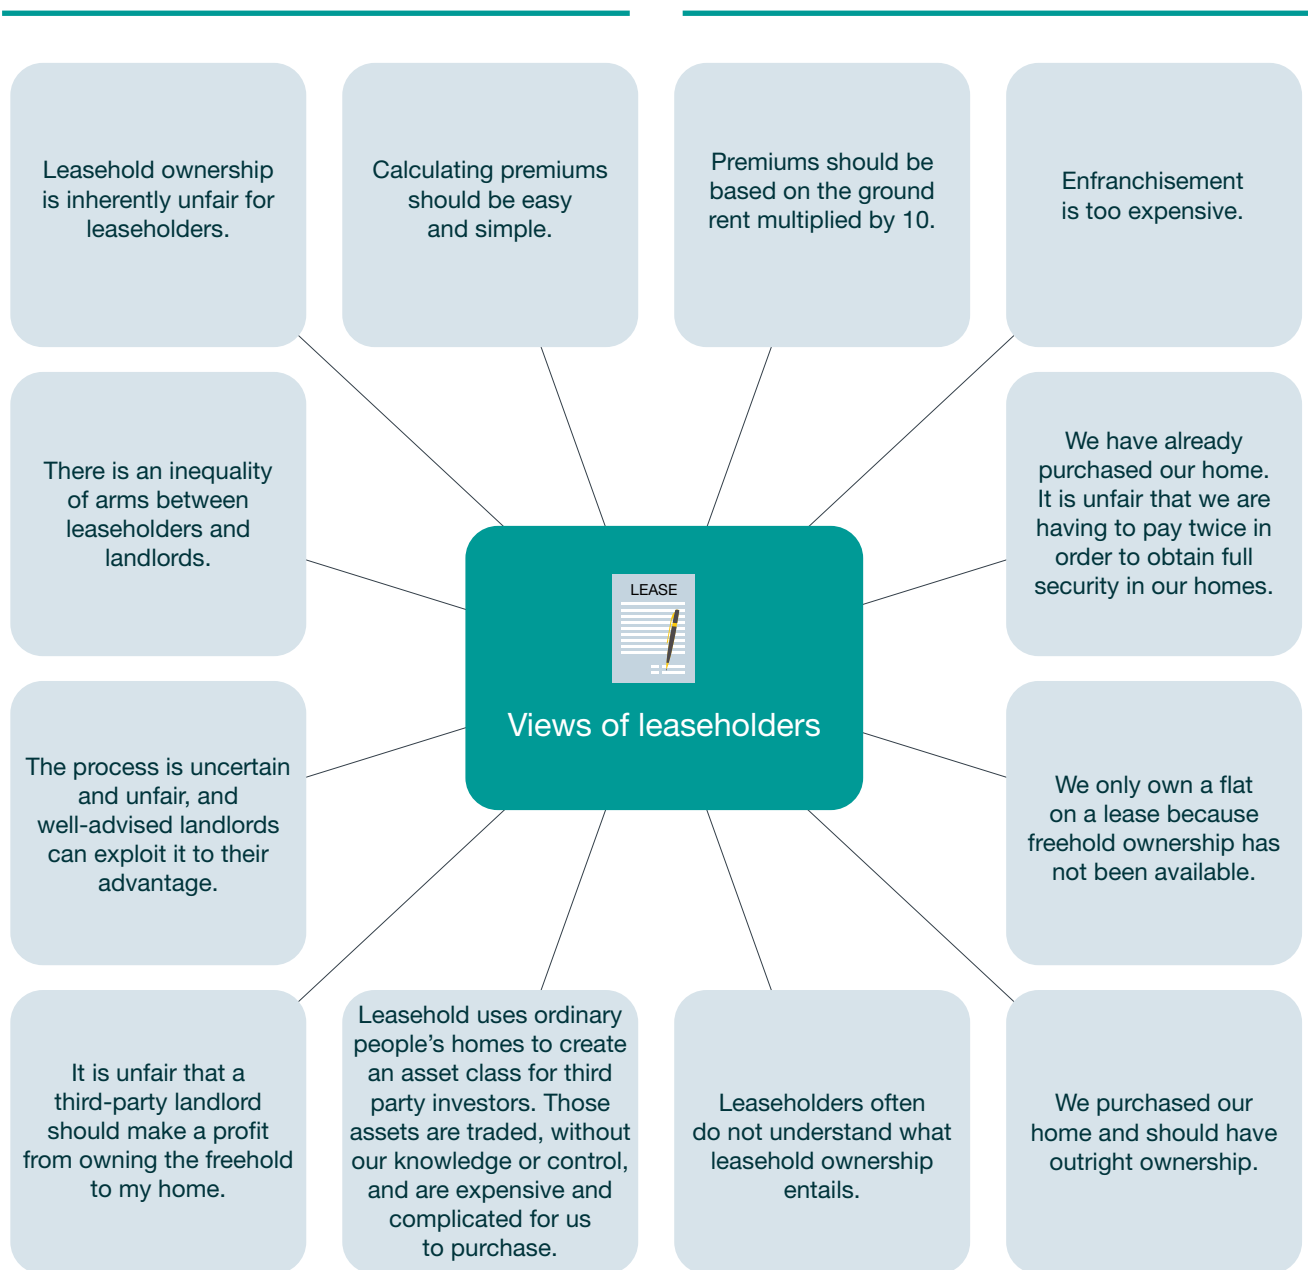 Leasehold ownership
is inherently unfair for
leaseholders.
Calculating premiums
should be easy
and simple.
Premiums should be
based on the ground
rent multiplied by 10.
Enfranchisement
is too expensive.
There is an inequality
of arms between
leaseholders and
landlords.
We have already
purchased our home.
It is unfair that we are
having to pay twice in
order to obtain full
security in our homes.
LEASE
Views of leaseholders
The process is uncertain
and unfair, and
well-advised landlords
can exploit it to their
advantage.
We only own a flat
on a lease because
freehold ownership has
not been available.
It is unfair that a
third-party landlord
should make a profit
from owning the freehold
to my home.
Leasehold uses ordinary
people’s homes to create
an asset class for third
party investors. Those
assets are traded, without
our knowledge or control,
and are expensive and
complicated for us
to purchase.
Leaseholders often
do not understand what
leasehold ownership
entails.
We purchased our
home and should have
outright ownership.